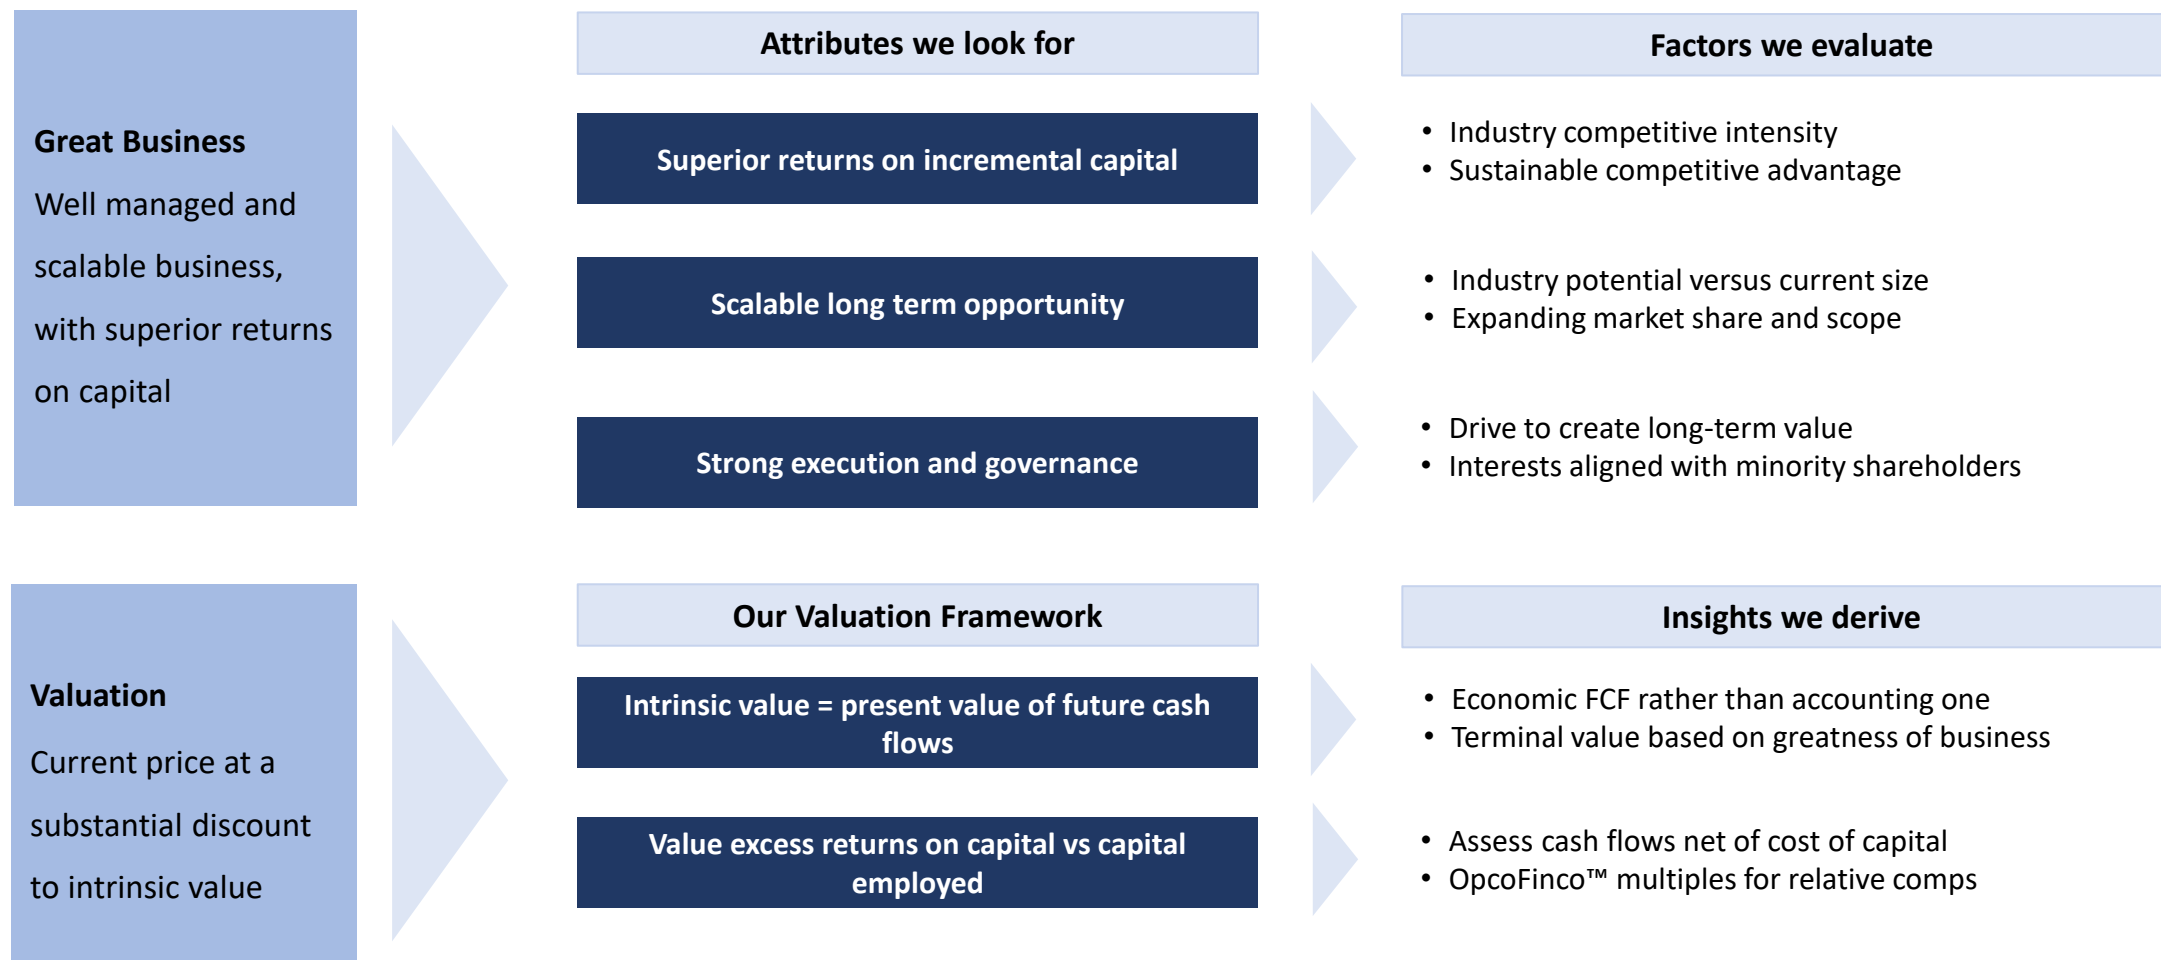 Great Business
Well managed and
scalable business,
with superior returns
on capital
Attributes we look for
Superior returns on incremental capital
Scalable long term opportunity
Strong execution and governance
Factors we evaluate
• Industry competitive intensity
• Sustainable competitive advantage
• Industry potential versus current size
• Expanding market share and scope
• Drive to create long-term value
• Interests aligned with minority shareholders
Valuation
Current price at a
substantial discount
to intrinsic value
Our Valuation Framework
Intrinsic value = present value of future cash
flows
Value excess returns on capital vs capital
employed
Insights we derive
• Economic FCF rather than accounting one
• Terminal value based on greatness of business
• Assess cash flows net of cost of capital
• OpcoFinco™ multiples for relative comps